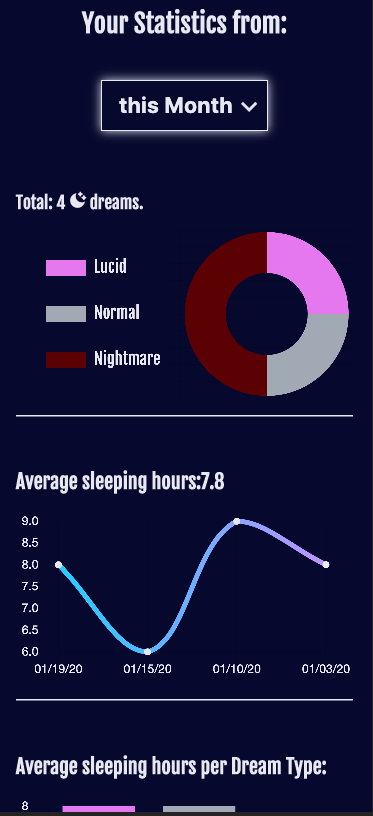 Your Statistics from:
this Month
Total: 4 dreams.
Lucid
Normal
Nightmare
Average sleeping hours:7.8
9.0
8.5
8.0
7.5
7.0
6.5
6.0
01/19/20 01/15/20 01/10/20 01/03/20
Average sleeping hours per Dream Type:
8